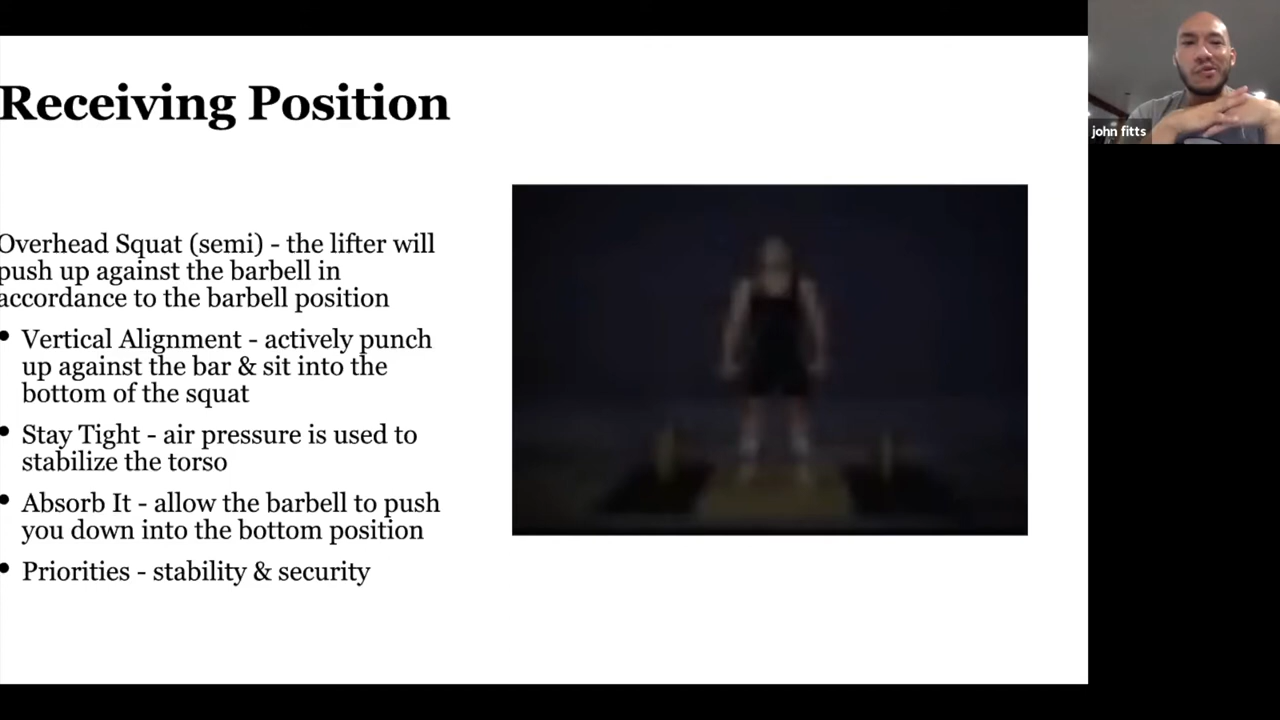 Receiving Position
john fitts
Overhead Squat (semi) - the lifter will
push up against the barbell in
accordance to the barbell position
• Vertical Alignment - actively punch
up against the bar & sit into the
bottom of the squat
• Stay Tight - air pressure is used to
stabilize the torso
• Absorb It - allow the barbell to push
you down into the bottom position
• Priorities - stability & security